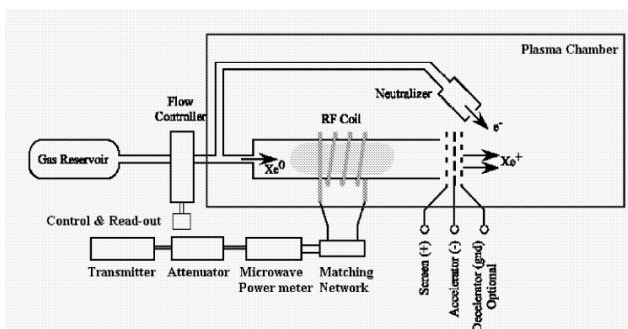 Plasma Chamber
Neutralizer
Flow
Controller
RF Coil
e-
Gas Reservoir
Xe0
Xe+
Control & Read-out
Transmitter
Attenuator
Microwave
Power meter
Matching
Network
Screen (+)
Accelerator (-)
Decelerator (gnd)
Optional